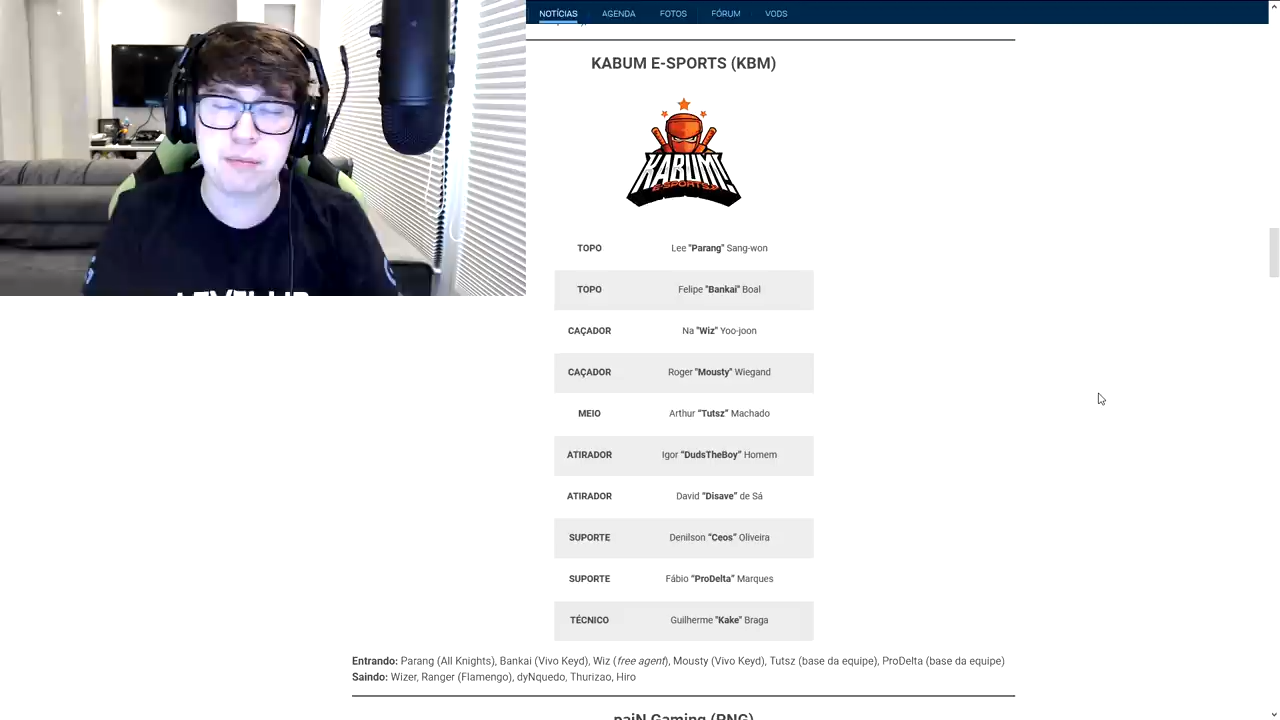 NOTÍCIAS AGENDA FOTOS FÓRUM VODS
KABUM E-SPORTS (KBM)
KABUM!
E-SPORTS
TOPO Lee "Parang" Sang-won
TOPO Felipe "Bankai" Boal
CAÇADOR Na "Wiz" Yoo-joon
CAÇADOR Roger "Mousty" Wiegand
MEIO Arthur “Tutsz” Machado
ATIRADOR Igor “DudsTheBoy” Homem
ATIRADOR David “Disave” de Sá
SUPORTE Denilson “Ceos” Oliveira
SUPORTE Fábio “ProDelta” Marques
TÉCNICO Guilherme "Kake" Braga
Entrando: Parang (All Knights), Bankai (Vivo Keyd), Wiz (free agent), Mousty (Vivo Keyd), Tutsz (base da equipe), ProDelta (base da equipe)
Saindo: Wizer, Ranger (Flamengo), dyNquedo, Thurizao, Hiro
paiN Gaming (PNG)